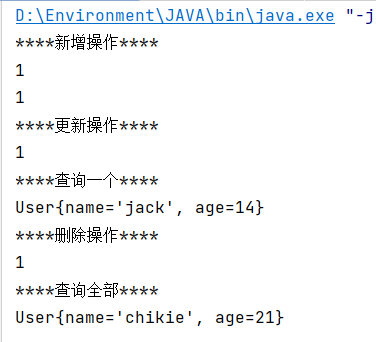 D:\Environment\JAVA\bin\java.exe "-j
****新增操作****
1
1
****更新操作****
1
****查询一个****
User{name='jack', age=14}
****删除操作****
1
****查询全部****
User{name='chikie', age=21}